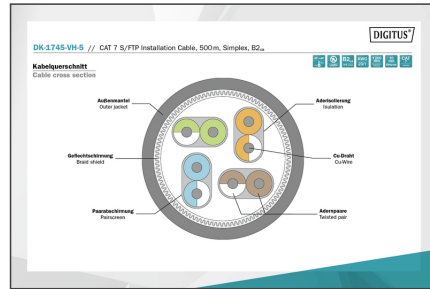 DIGITUS®
DK-1745-VH-5 // CAT 7 S/FTP Installation Cable, 500m, Simplex, B2ca
Kabelquerschnitt
Cable cross section
Außenmantel
Outer jacket
Aderisolierung
Insulation
Geflechtschirmung
Braid shield
Cu-Draht
Cu-Wire
Paarabschirmung
Pairscreen
Aderpaare
Twisted pair